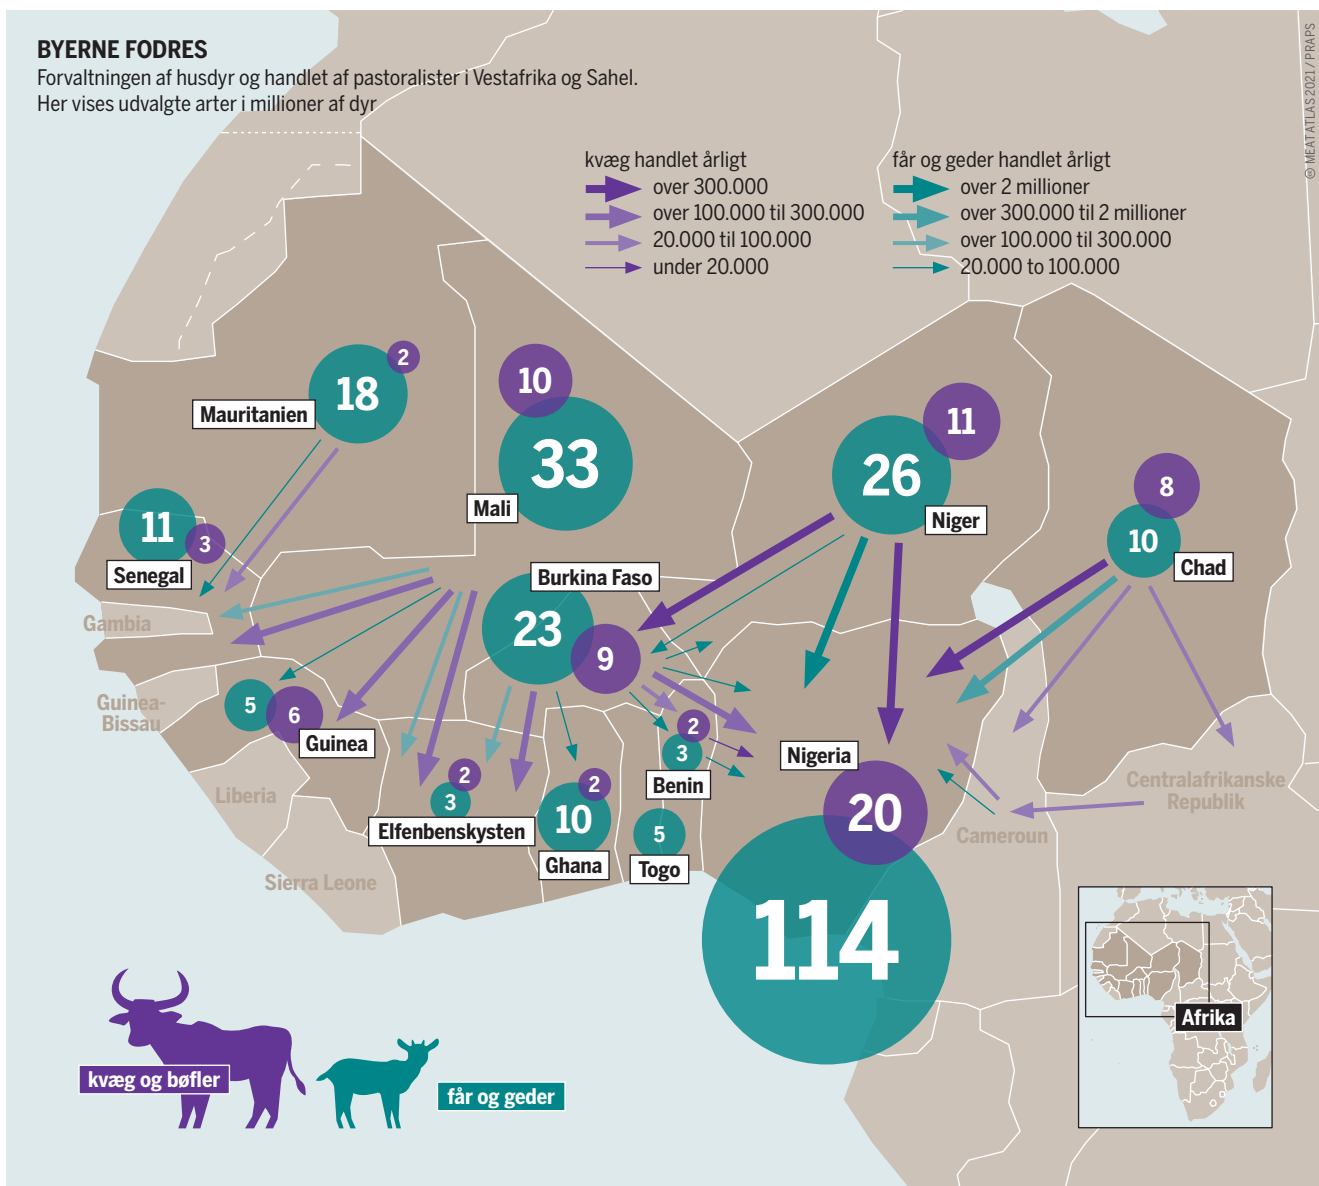 BYERNE FODRES
Forvaltningen af husdyr og handlet af pastoralister i Vestafrika og Sahel.
Her vises udvalgte arter i millioner af dyr
© MEATATLAS 2021 / PRAPS
kvæg handlet årligt
over 300.000
over 100.000 til 300.000
20.000 til 100.000
under 20.000
får og geder handlet årligt
over 2 millioner
over 300.000 til 2 millioner
over 100.000 til 300.000
20.000 to 100.000
2
18
Mauritanien
10
33
Mali
11
26
Niger
8
10
Chad
11
3
Senegal
Gambia
Burkina Faso
23
9
Guinea-
Bissau
5
6
Guinea
Liberia
Sierra Leone
2
3
Elfenbenskysten
2
10
Ghana
2
3
Benin
5
Togo
Nigeria
20
114
Centralafrikanske
Republik
Cameroun
Afrika
kvæg og bøfler
får og geder